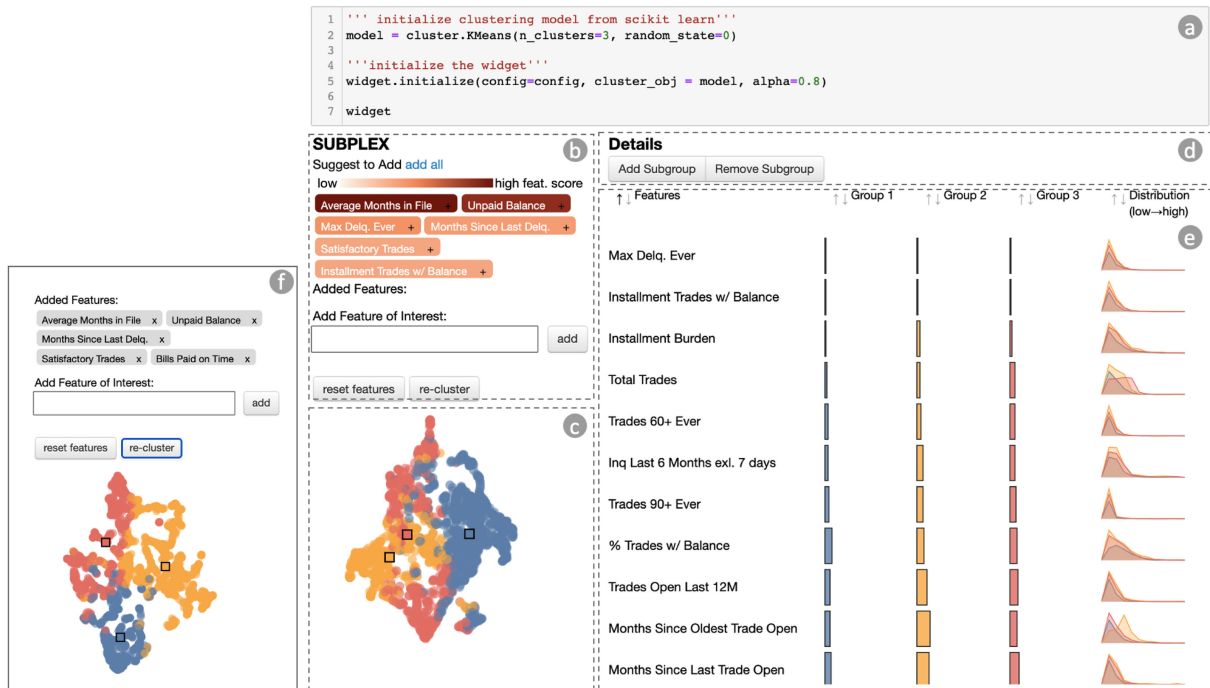 1 ''' initialize clustering model from scikit learn'''
2 model = cluster.KMeans(n_clusters=3, random_state=0)
3
4 '''initialize the widget'''
5 widget.initialize(config=config, cluster_obj = model, alpha=0.8)
6
7 widget
a
SUBPLEX
b
Suggest to Add add all
low high feat. score
Average Months in File + Unpaid Balance +
Max Delq. Ever + Months Since Last Delq. +
Satisfactory Trades +
Installment Trades w/ Balance +
Added Features:
Add Feature of Interest:
add
reset features re-cluster
c
Details
d
Add Subgroup Remove Subgroup
↑↓ Features ↑↓ Group 1 ↑↓ Group 2 ↑↓ Group 3 ↑↓ Distribution
(low→high)
e
Max Delq. Ever
Installment Trades w/ Balance
Installment Burden
Total Trades
Trades 60+ Ever
Inq Last 6 Months exl. 7 days
Trades 90+ Ever
% Trades w/ Balance
Trades Open Last 12M
Months Since Oldest Trade Open
Months Since Last Trade Open
f
Added Features:
Average Months in File x Unpaid Balance x
Months Since Last Delq. x
Satisfactory Trades x Bills Paid on Time x
Add Feature of Interest:
add
reset features re-cluster